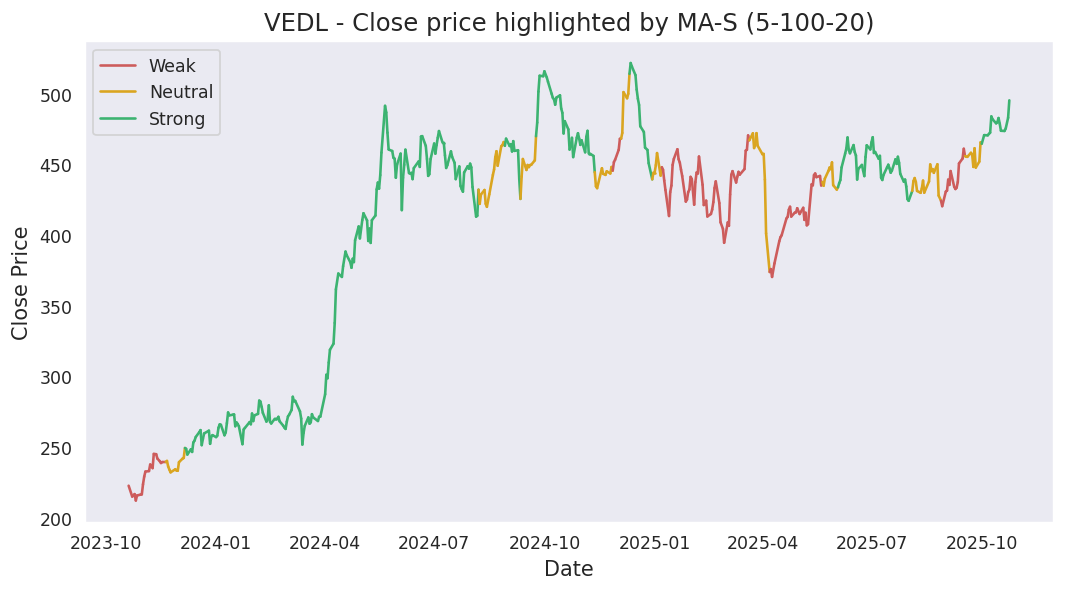 VEDL - Close price highlighted by MA-S (5-100-20)
Weak
Neutral
Strong
Close Price
500
450
400
350
300
250
200
2023-10 2024-01 2024-04 2024-07 2024-10 2025-01 2025-04 2025-07 2025-10
Date